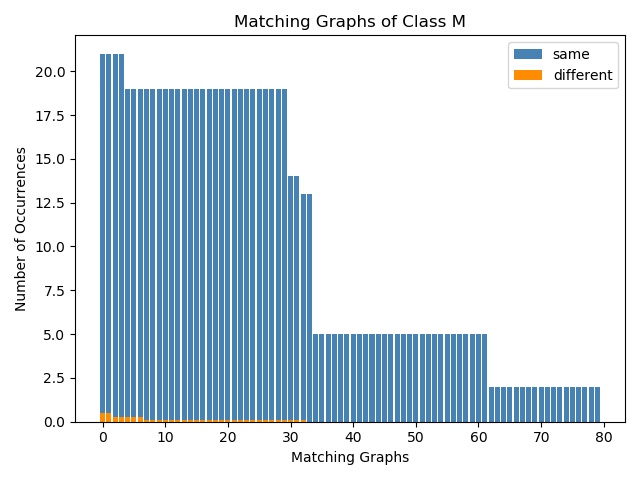 Matching Graphs of Class M
same
different
20.0
17.5
15.0
12.5
10.0
7.5
5.0
2.5
0.0
Number of Occurrences
0 10 20 30 40 50 60 70 80
Matching Graphs